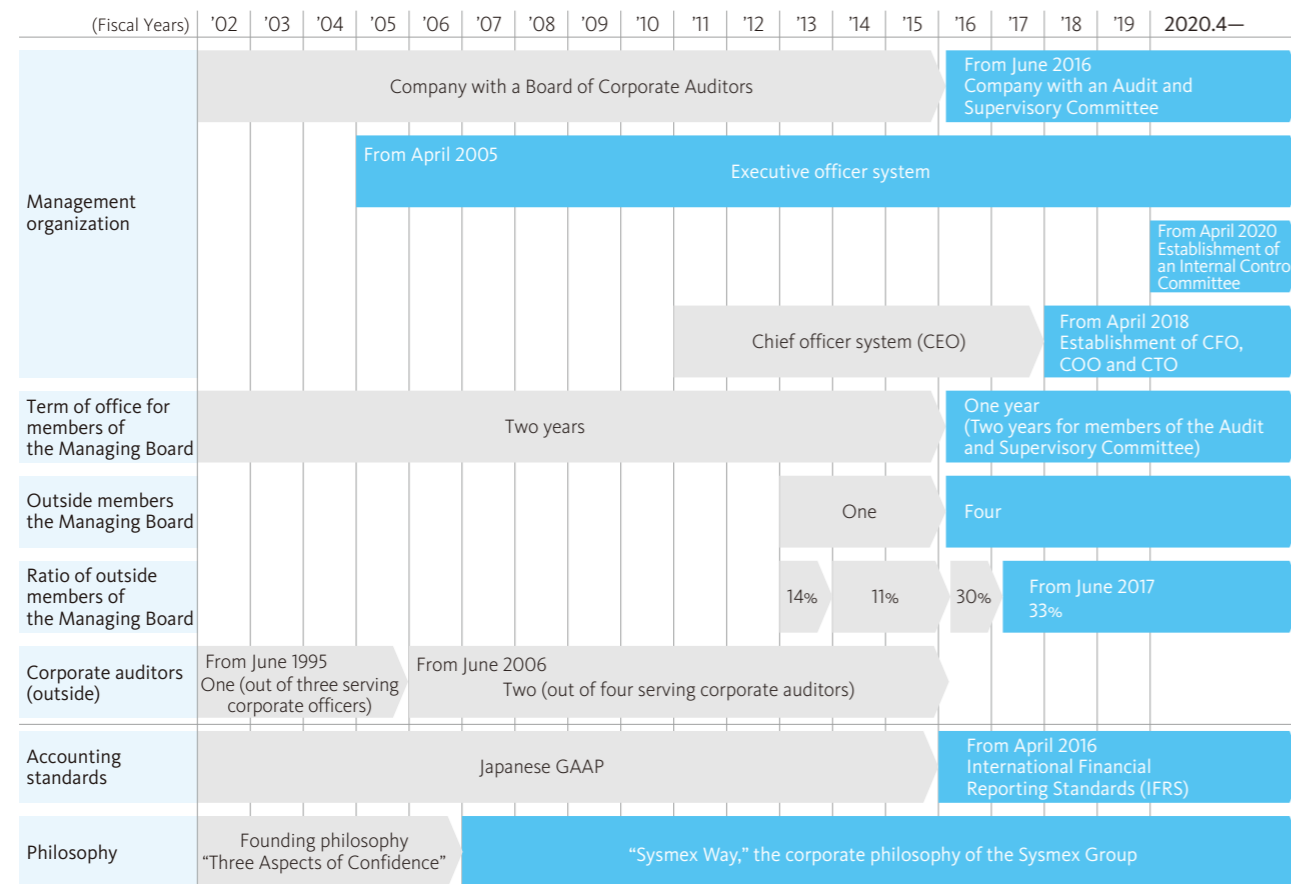 (Fiscal Years) ’02 ’03 ’04 ’05 ’06 ’07 ’08 ’09 ’10 ’11 ’12 ’13 ’14 ’15 ’16 ’17 ’18 ’19 2020.4—
Management
organization
Company with a Board of Corporate Auditors
From June 2016
Company with an Audit and
Supervisory Committee
From April 2005
Executive officer system
From April 2020
Establishment of
an Internal Contro
Committee
Chief officer system (CEO)
From April 2018
Establishment of CFO,
COO and CTO
Term of office for
members of
the Managing Board
Two years
One year
(Two years for members of the Audit
and Supervisory Committee)
Outside members
the Managing Board
One
Four
Ratio of outside
members of
the Managing Board
14%
11%
30%
From June 2017
33%
Corporate auditors
(outside)
From June 1995
One (out of three serving
corporate officers)
From June 2006
Two (out of four serving corporate auditors)
Accounting
standards
Japanese GAAP
From April 2016
International Financial
Reporting Standards (IFRS)
Philosophy
Founding philosophy
“Three Aspects of Confidence”
“Sysmex Way,” the corporate philosophy of the Sysmex Group